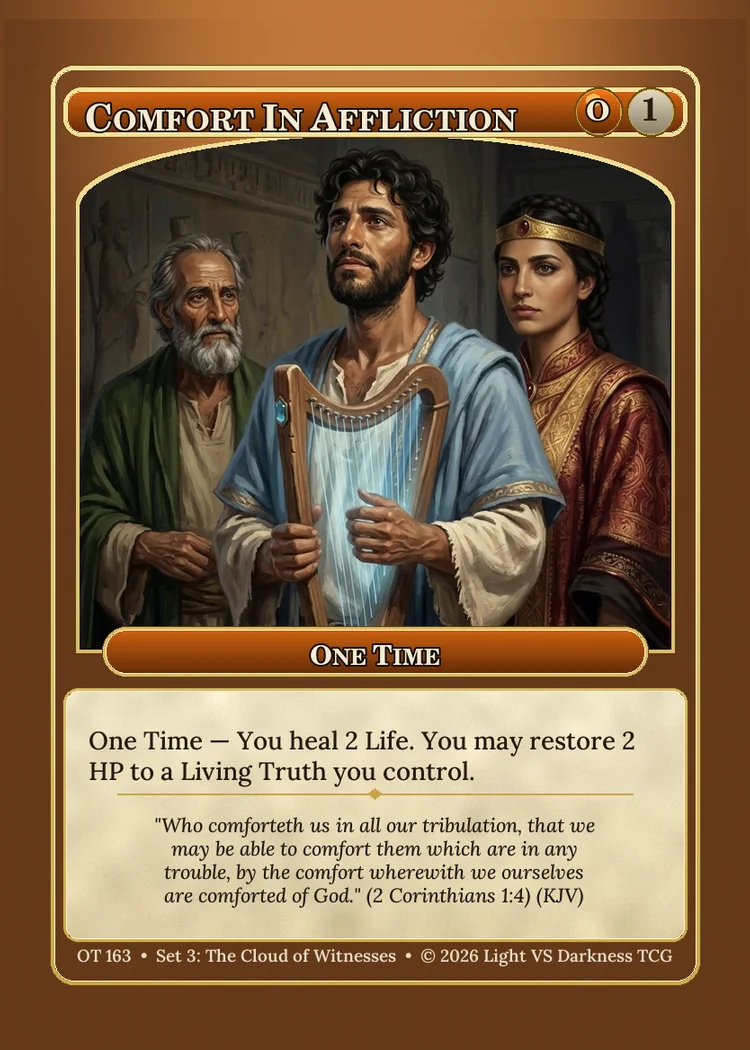 COMFORT IN AFFLICTION O 1
ONE TIME
One Time — You heal 2 Life. You may restore 2
HP to a Living Truth you control.
"Who comforteth us in all our tribulation, that we
may be able to comfort them which are in any
trouble, by the comfort wherewith we ourselves
are comforted of God." (2 Corinthians 1:4) (KJV)
OT 163 • Set 3: The Cloud of Witnesses • © 2026 Light VS Darkness TCG